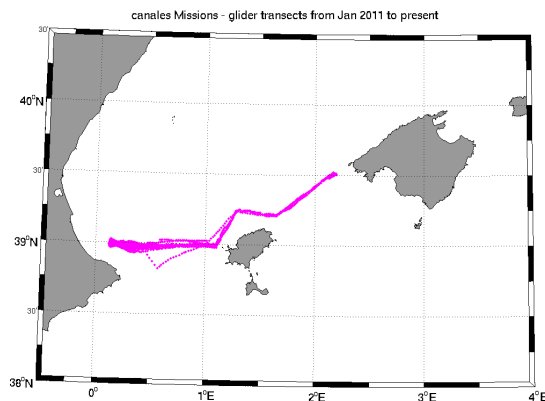 canales Missions - glider transects from Jan 2011 to present
30'
40°N
30'
39°N
30'
38°N
0°
1°E
2°E
3°E
4°E